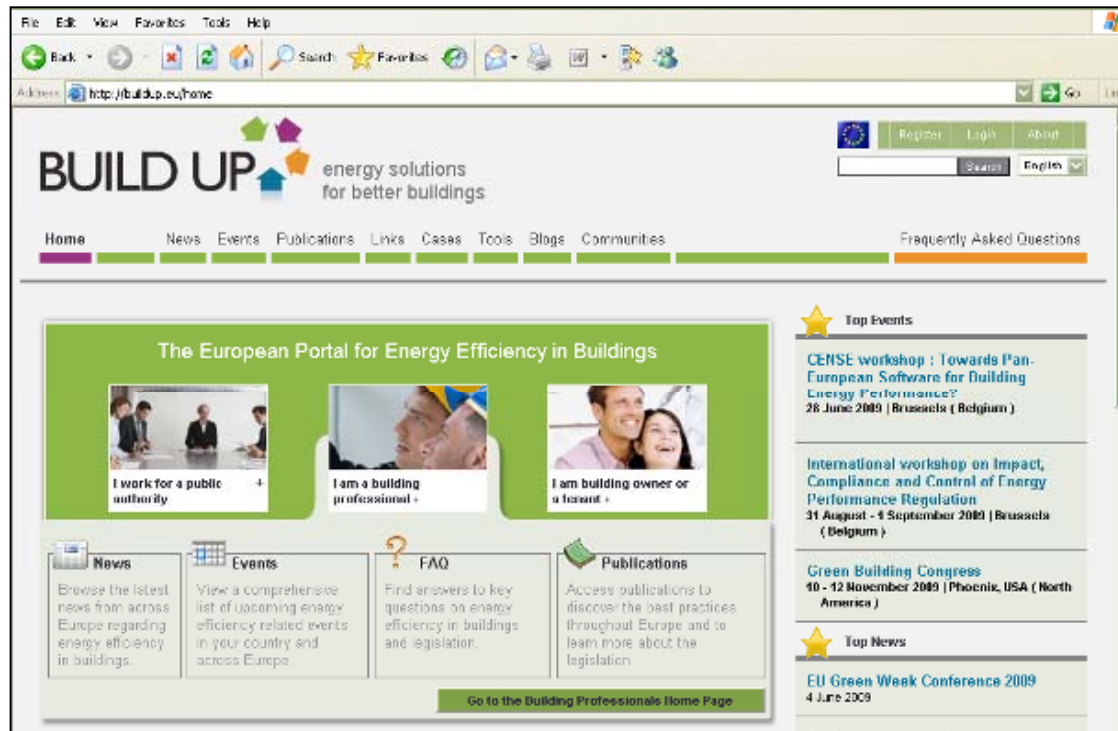 File Edit View Favorites Tools Help
Back Search Favorites
Address http://buildup.eu/home Go
BUILD UP
energy solutions
for better buildings
Register Login About
Search English
Home News Events Publications Links Cases Tools Blogs Communities Frequently Asked Questions
The European Portal for Energy Efficiency in Buildings
I work for a public +
authority
I am a building
professional +
I am building owner or
a tenant +
News
Browse the latest
news from across
Europe regarding
energy efficiency
in buildings.
Events
View a comprehensive
list of upcoming energy
efficiency related events
in your country and
across Europe.
FAQ
Find answers to key
questions on energy
efficiency in buildings
and legislation.
Publications
Access publications to
discover the best practices
throughout Europe and to
learn more about the
legislation.
Go to the Building Professionals Home Page
Top Events
CENSE workshop : Towards Pan-
European Software for Building
Energy Performance?
28 June 2009 | Brussels ( Belgium )
International workshop on Impact,
Compliance and Control of Energy
Performance Regulation
31 August - 1 September 2009 | Brussels
( Belgium )
Green Building Congress
10 - 12 November 2009 | Phoenix, USA ( North
America )
Top News
EU Green Week Conference 2009
4 June 2009